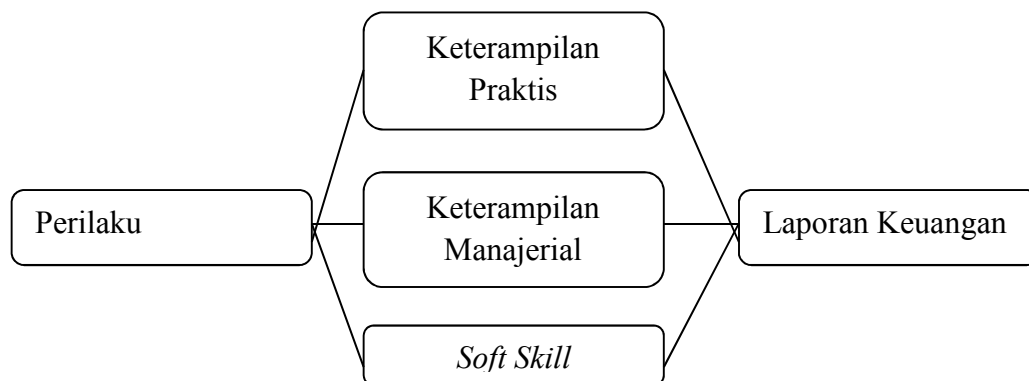 Keterampilan
Praktis
Perilaku
Keterampilan
Manajerial
Laporan Keuangan
Soft Skill